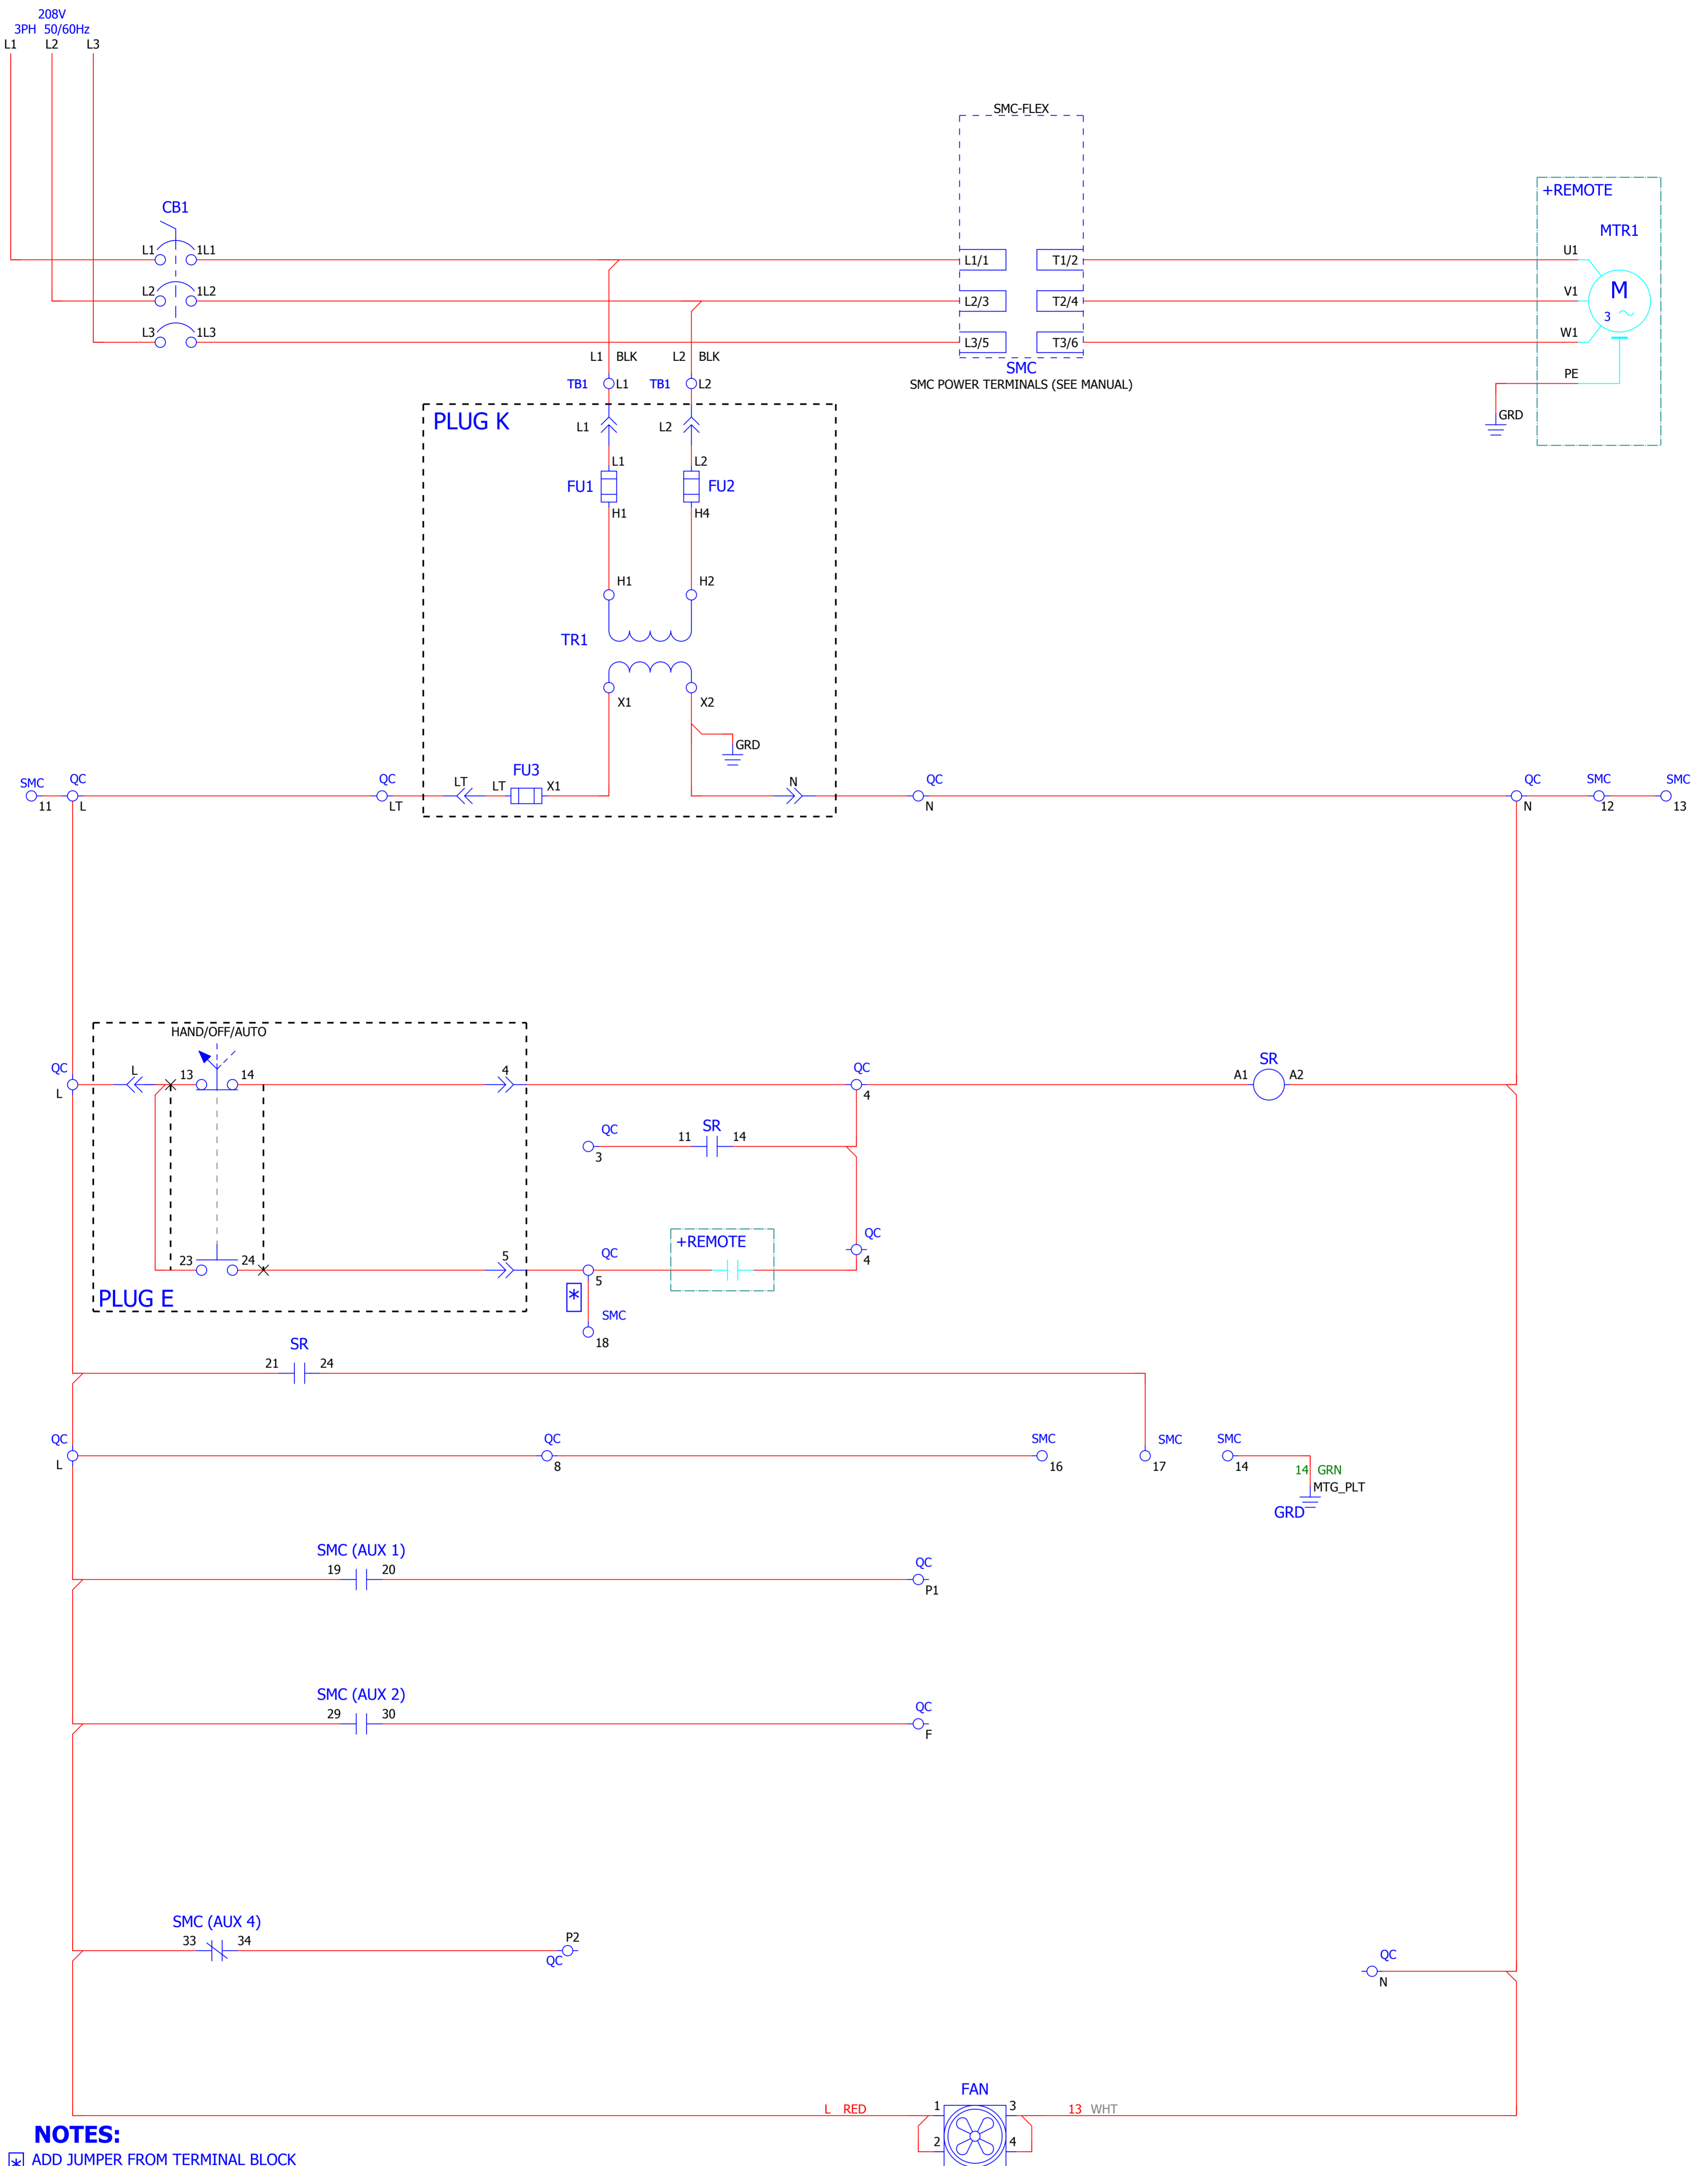 208V
3PH 50/60Hz
L1 L2 L3
SMC-FLEX
+REMOTE
CB1
MTR1
L1 1L1
L1/1 T1/2
U1
L2 1L2
L2/3 T2/4
V1
M
3
L3 1L3
L3/5 T3/6
W1
L1 BLK L2 BLK
SMC
SMC POWER TERMINALS (SEE MANUAL)
PE
TB1 L1 TB1 L2
GRD
PLUG K
L1 L2
L1 L2
FU1 FU2
H1 H4
H1 H2
TR1
X1 X2
GRD
SMC QC QC LT LT FU3 X1 N QC QC SMC SMC
11 L LT N N 12 13
HAND/OFF/AUTO
QC L 13 14 4 QC SR
L 4 A1 A2
QC 11 SR 14
3
+REMOTE QC
23 24 5 QC 4
5
PLUG E
*
SMC
18
SR
21 24
QC QC SMC SMC SMC
L 8 16 17 14
14 GRN
MTG_PLT
GRD
SMC (AUX 1)
19 20 QC
P1
SMC (AUX 2)
29 30 QC
F
SMC (AUX 4)
33 34 P2
QC
QC
N
FAN
L RED 1 3 13 WHT
2 4
NOTES:
* ADD JUMPER FROM TERMINAL BLOCK